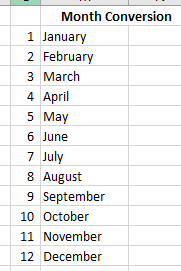 Month Conversion
1 January
2 February
3 March
4 April
5 May
6 June
7 July
8 August
9 September
10 October
11 November
12 December